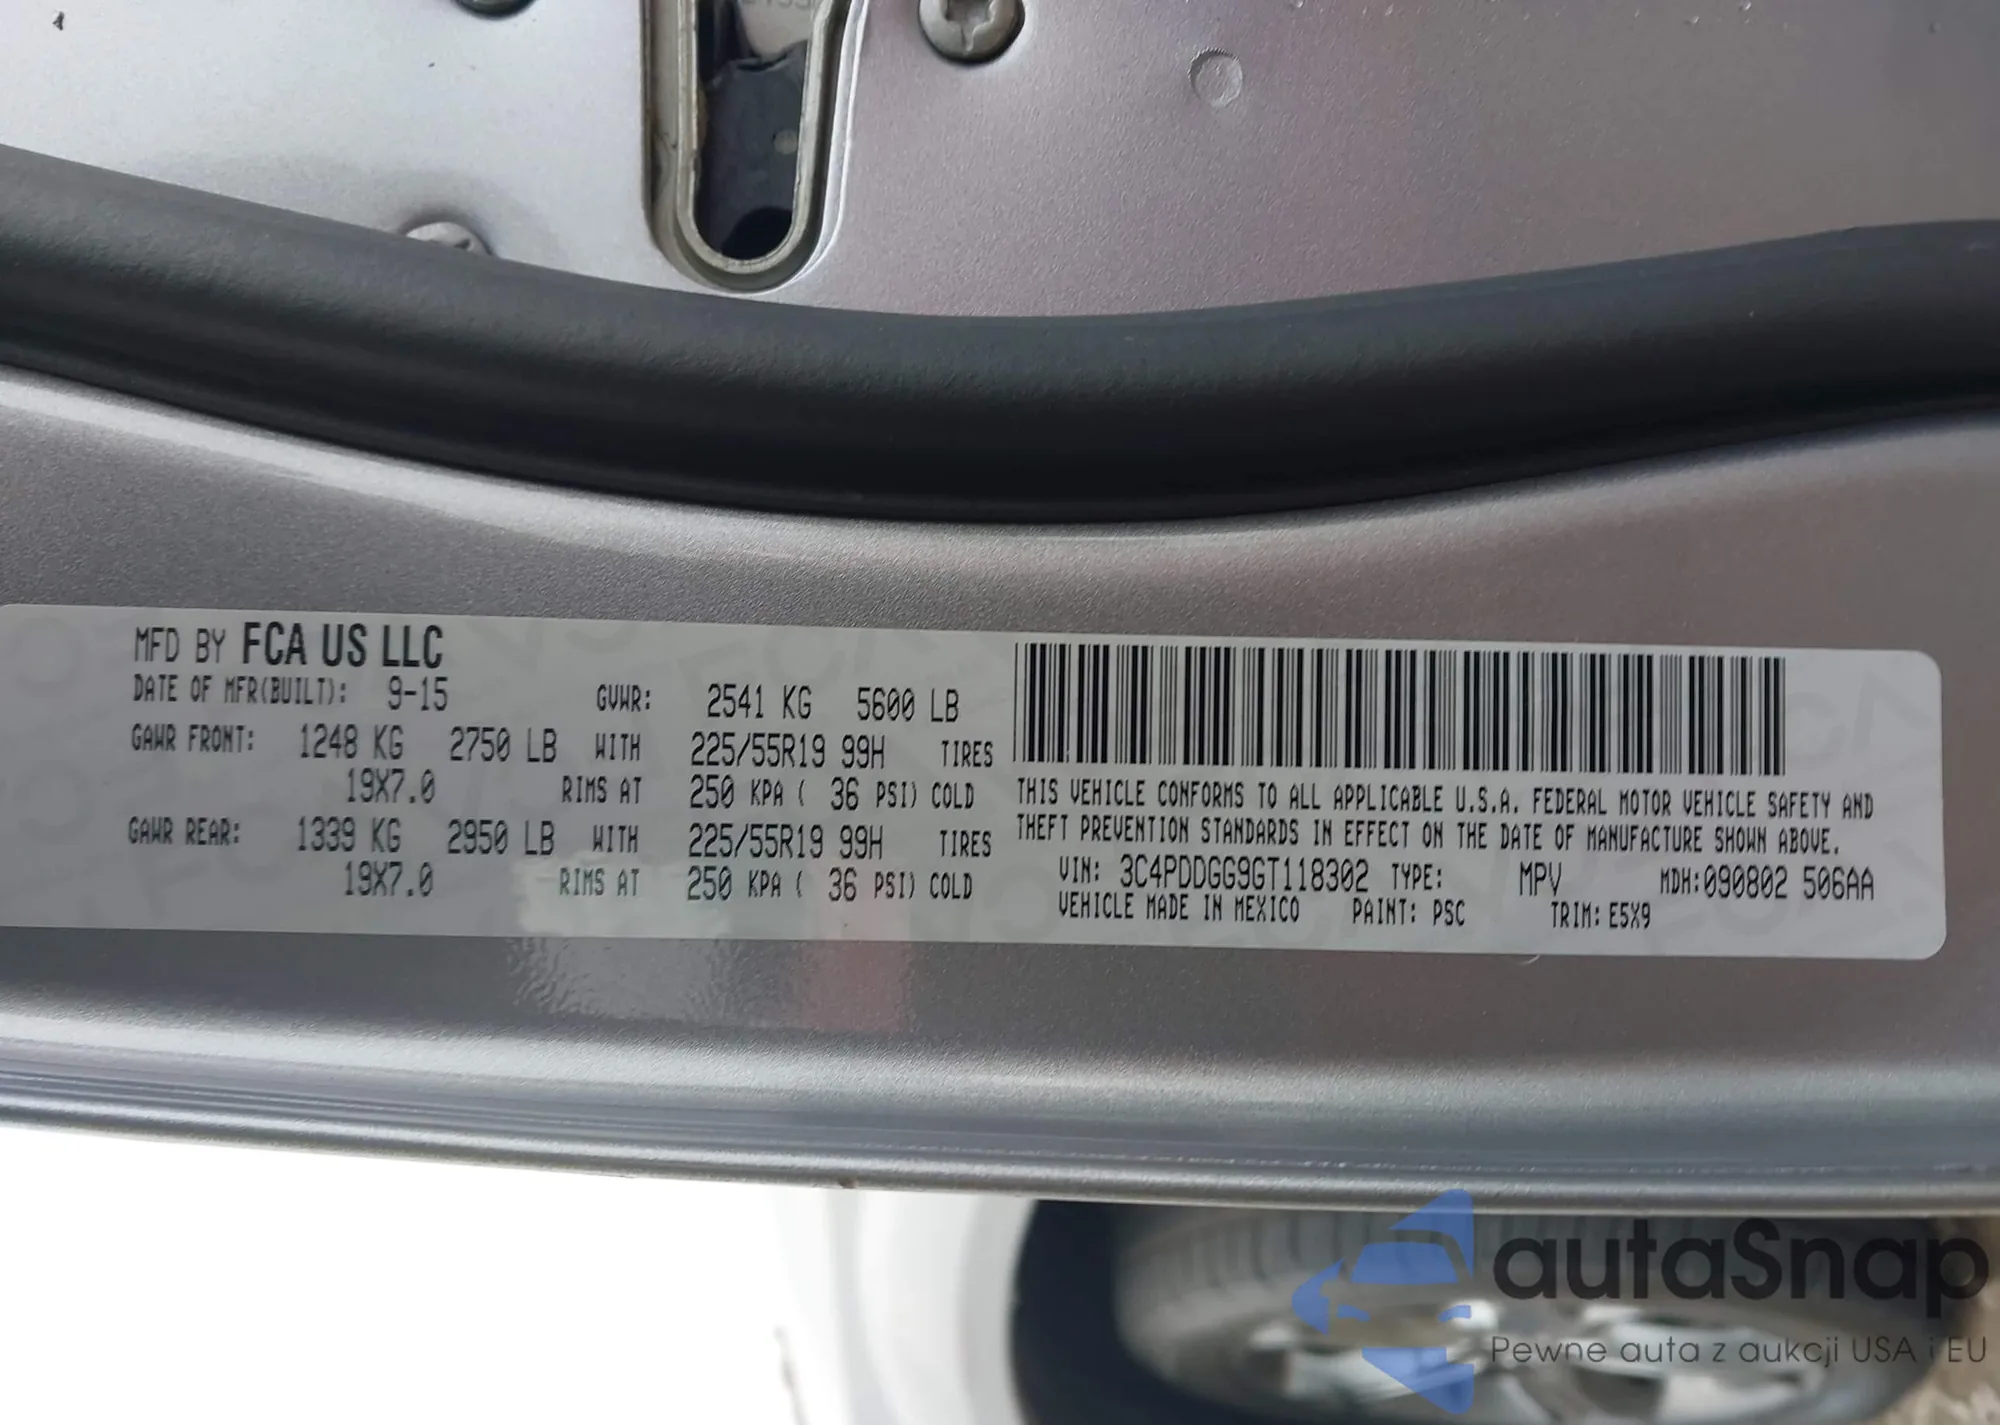 MFD BY FCA US LLC
DATE OF MFR(BUILT): 9-15 GVWR: 2541 KG 5600 LB
GAWR FRONT: 1248 KG 2750 LB WITH 225/55R19 99H TIRES
19X7.0 RIMS AT 250 KPA ( 36 PSI) COLD
GAWR REAR: 1339 KG 2950 LB WITH 225/55R19 99H TIRES
19X7.0 RIMS AT 250 KPA ( 36 PSI) COLD
THIS VEHICLE CONFORMS TO ALL APPLICABLE U.S.A. FEDERAL MOTOR VEHICLE SAFETY AND
THEFT PREVENTION STANDARDS IN EFFECT ON THE DATE OF MANUFACTURE SHOWN ABOVE.
VIN: 3C4PDDGG9GT118302 TYPE: MPV MDH:090802 506AA
VEHICLE MADE IN MEXICO PAINT: PSC TRIM: E5X9
autaSnap
Pewne auta z aukcji USA i EU